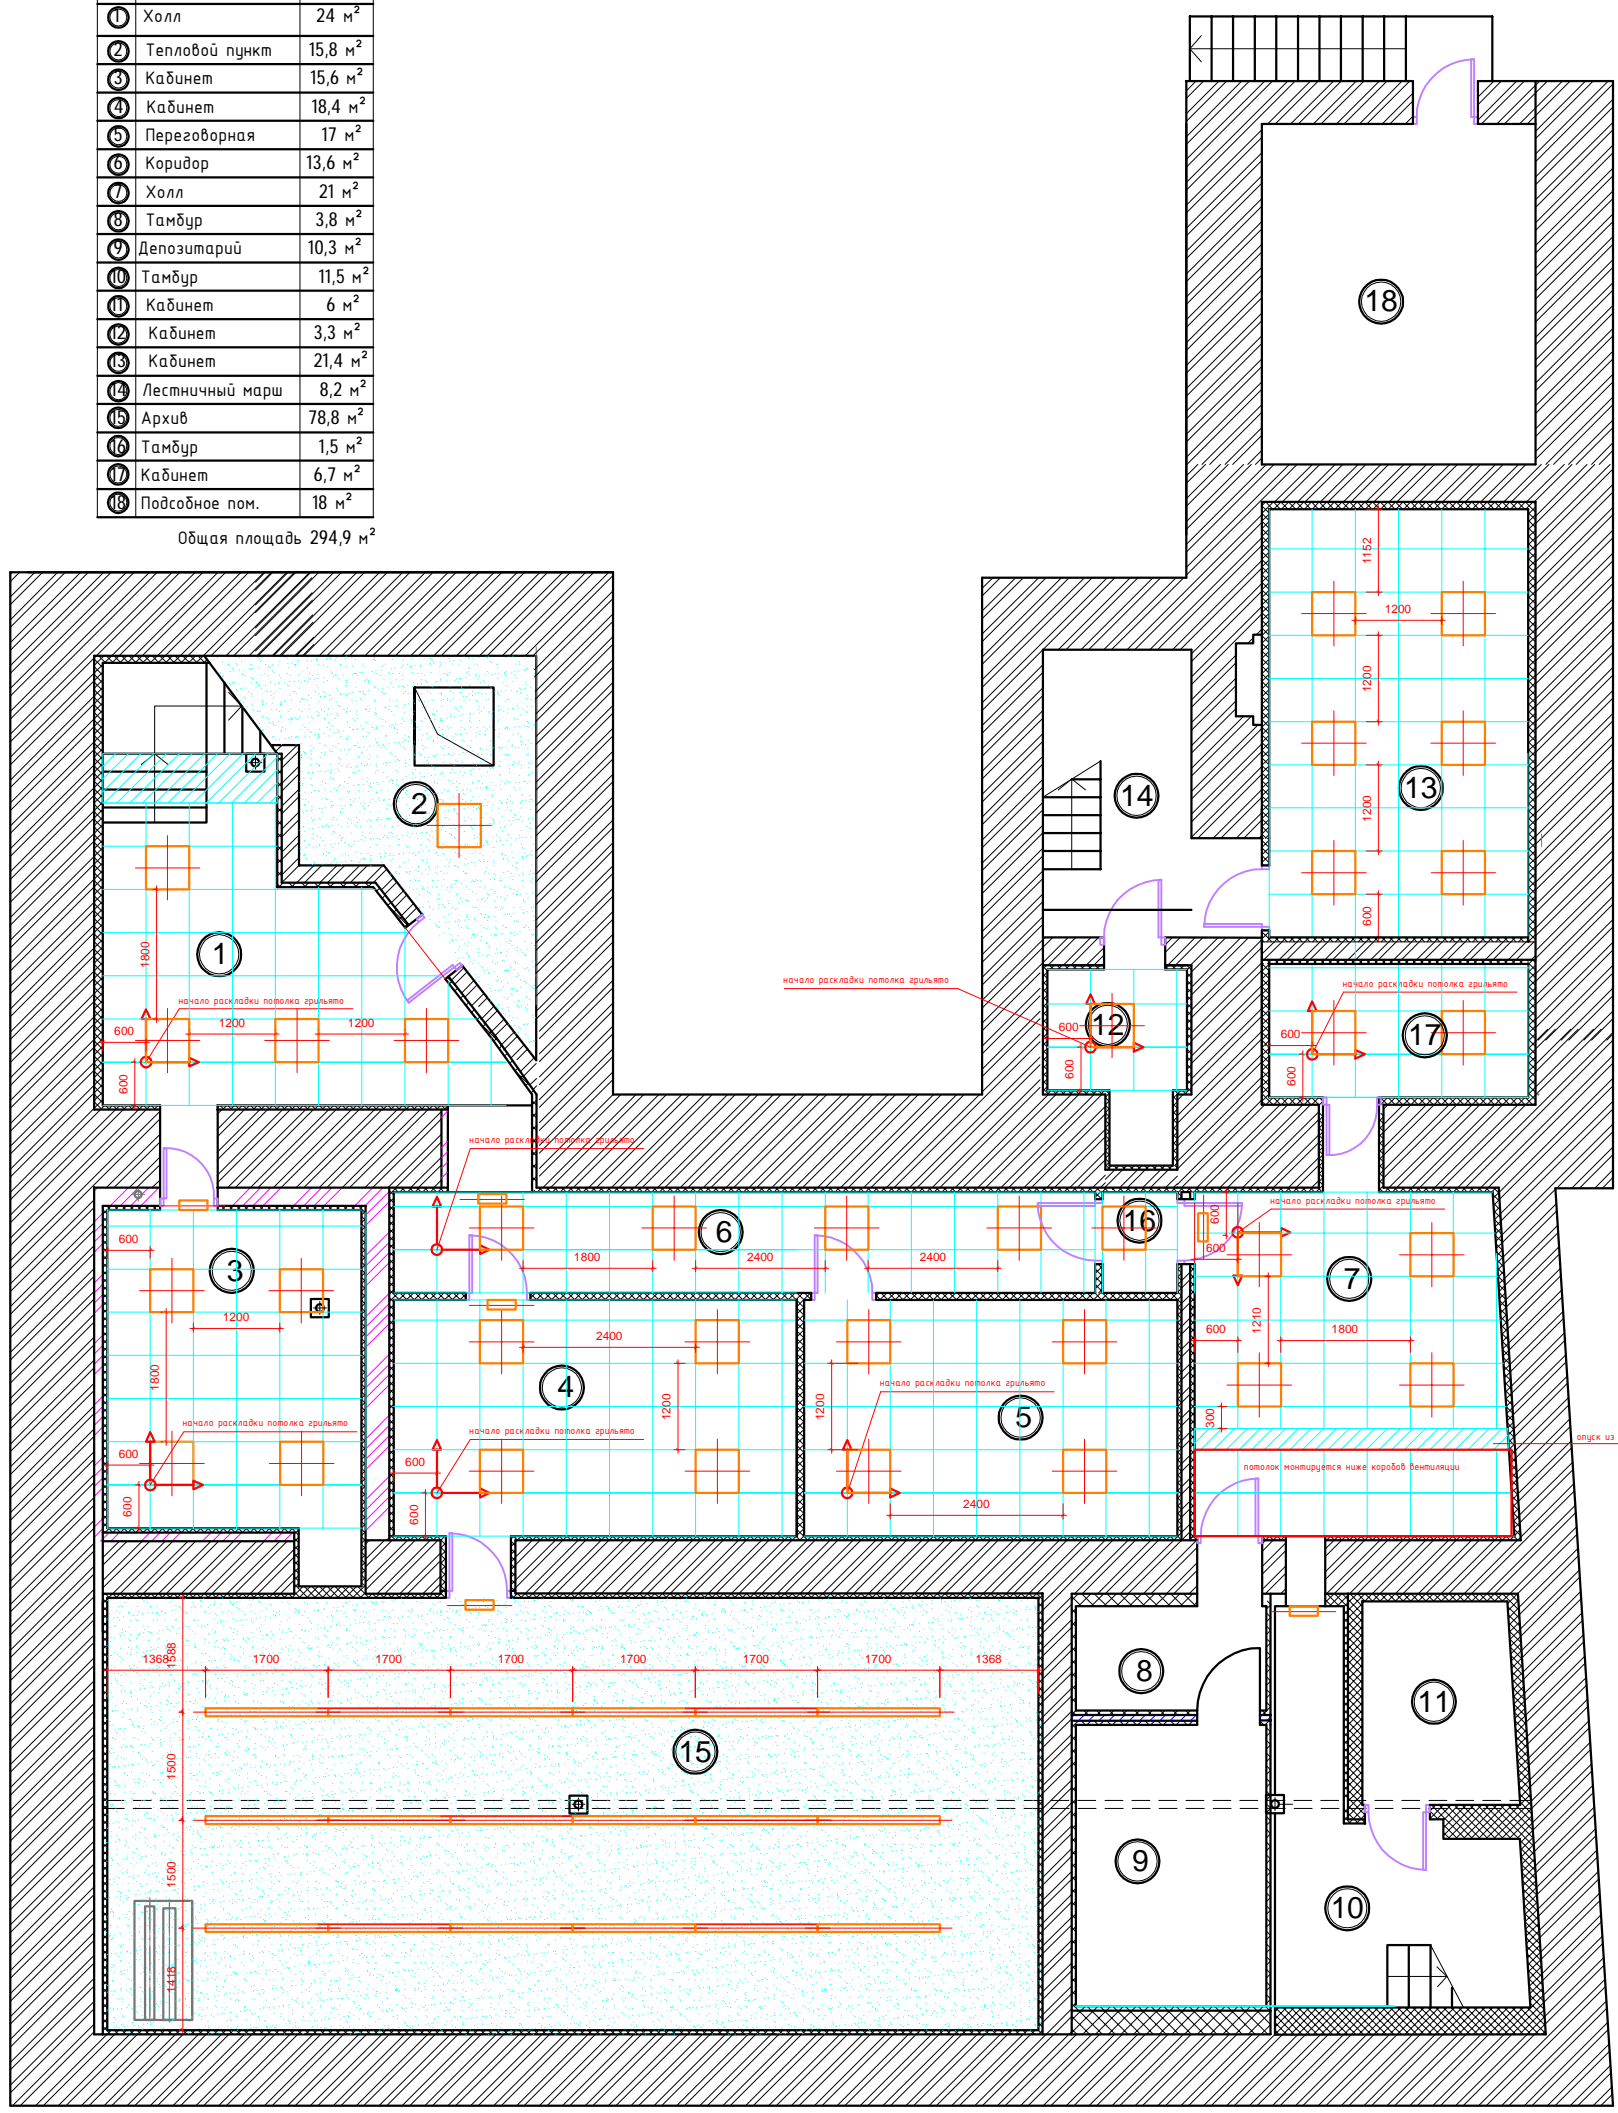 1 Холл 24 м²
2 Тепловой пункт 15,8 м²
3 Кабинет 15,6 м²
4 Кабинет 18,4 м²
5 Переговорная 17 м²
6 Коридор 13,6 м²
7 Холл 21 м²
8 Тамбур 3,8 м²
9 Депозитарий 10,3 м²
10 Тамбур 11,5 м²
11 Кабинет 6 м²
12 Кабинет 3,3 м²
13 Кабинет 21,4 м²
14 Лестничный марш 8,2 м²
15 Архив 78,8 м²
16 Тамбур 1,5 м²
17 Кабинет 6,7 м²
18 Подсобное пом. 18 м²
Общая площадь 294,9 м²
18
1152
1200
1200
13
1200
600
2
14
1
1800
начало раскладки потолка грильято
600
1200
1200
600
начало раскладки потолка грильято
12
600
600
начало раскладки потолка грильято
17
600
600
начало раскладки потолка грильято
6
1800
2400
2400
16
начало раскладки потолка грильято
600
600
7
1210
600
1800
300
опуск из
потолок монтируется ниже коробов вентиляции
3
600
1200
1800
начало раскладки потолка грильято
600
600
4
2400
1200
начало раскладки потолка грильято
600
600
5
1200
начало раскладки потолка грильято
2400
1588
1368
1700
1700
1700
1700
1700
1700
1368
15
1500
1500
1418
8
11
9
10